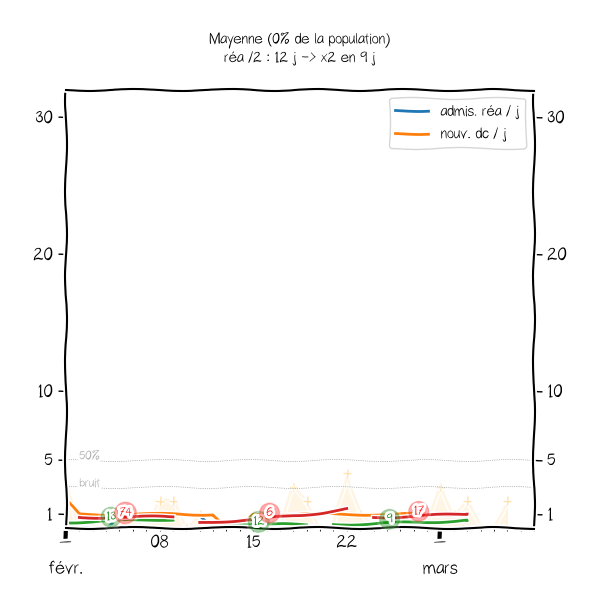 Mayenne (0% de la population)
réa /2 : 12 j -> x2 en 9 j
admis. réa / j
nouv. dc / j
30
30
20
20
10
10
5
5
50%
bruit
1
1
13
74
12
6
9
17
08
15
22
févr.
mars